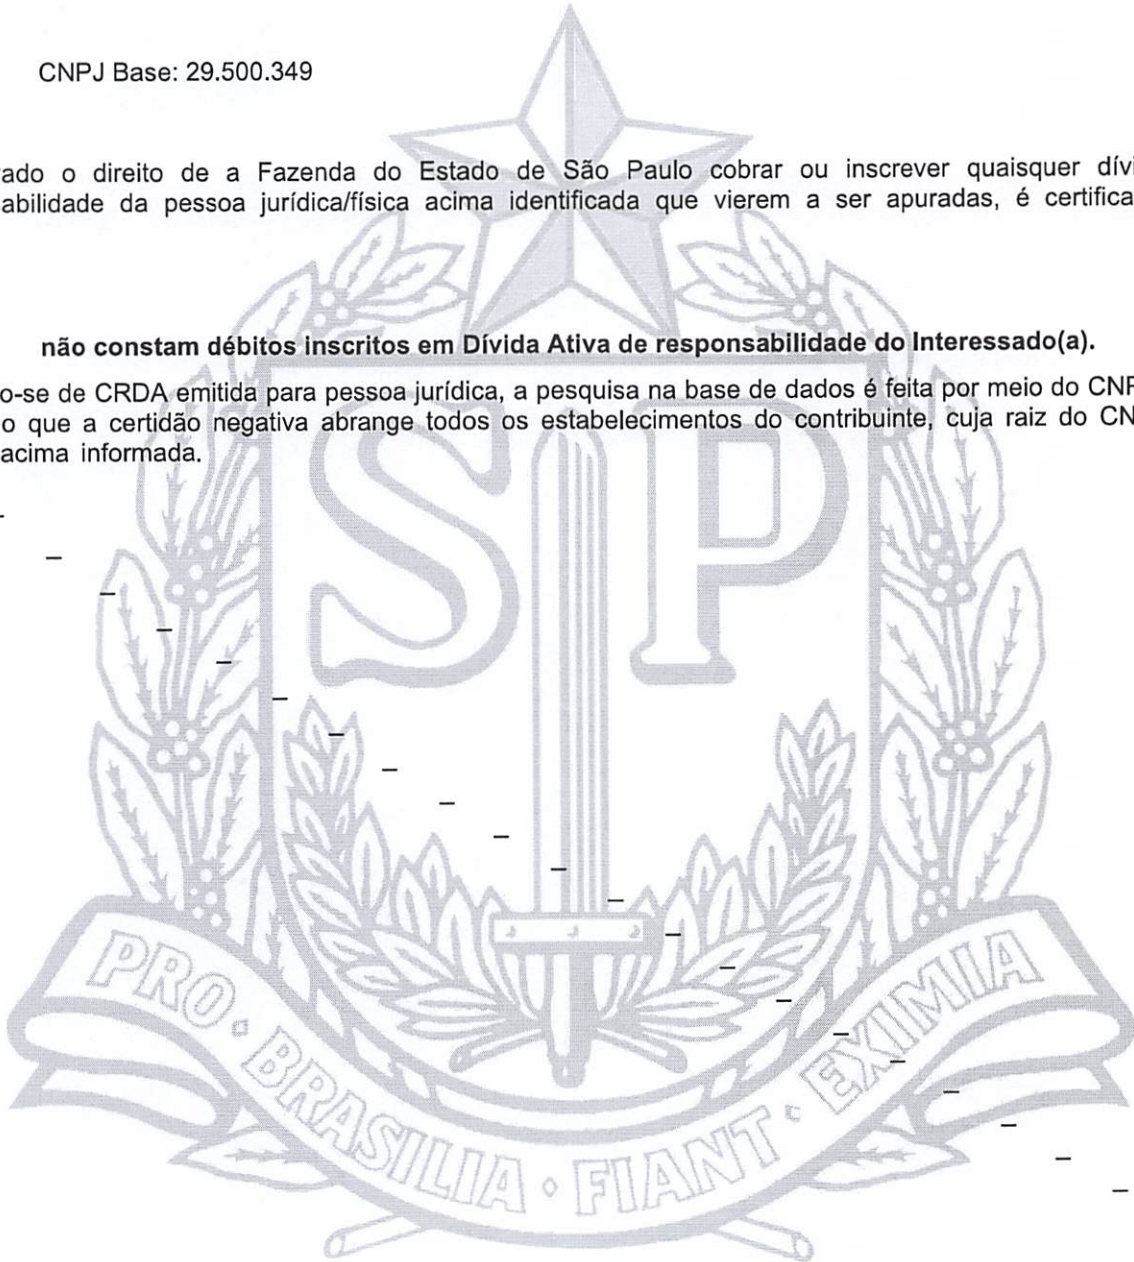 CNPJ Base: 29.500.349
ado o direito de a Fazenda do Estado de São Paulo cobrar ou inscrever quaisquer dívi
abilidade da pessoa jurídica/física acima identificada que vierem a ser apuradas, é certifica
não constam débitos inscritos em Dívida Ativa de responsabilidade do Interessado(a).
o-se de CRDA emitida para pessoa jurídica, a pesquisa na base de dados é feita por meio do CNP
o que a certidão negativa abrange todos os estabelecimentos do contribuinte, cuja raiz do CN
acima informada.
SP
PRO · BRASILIA · FIANT · EXIMIA